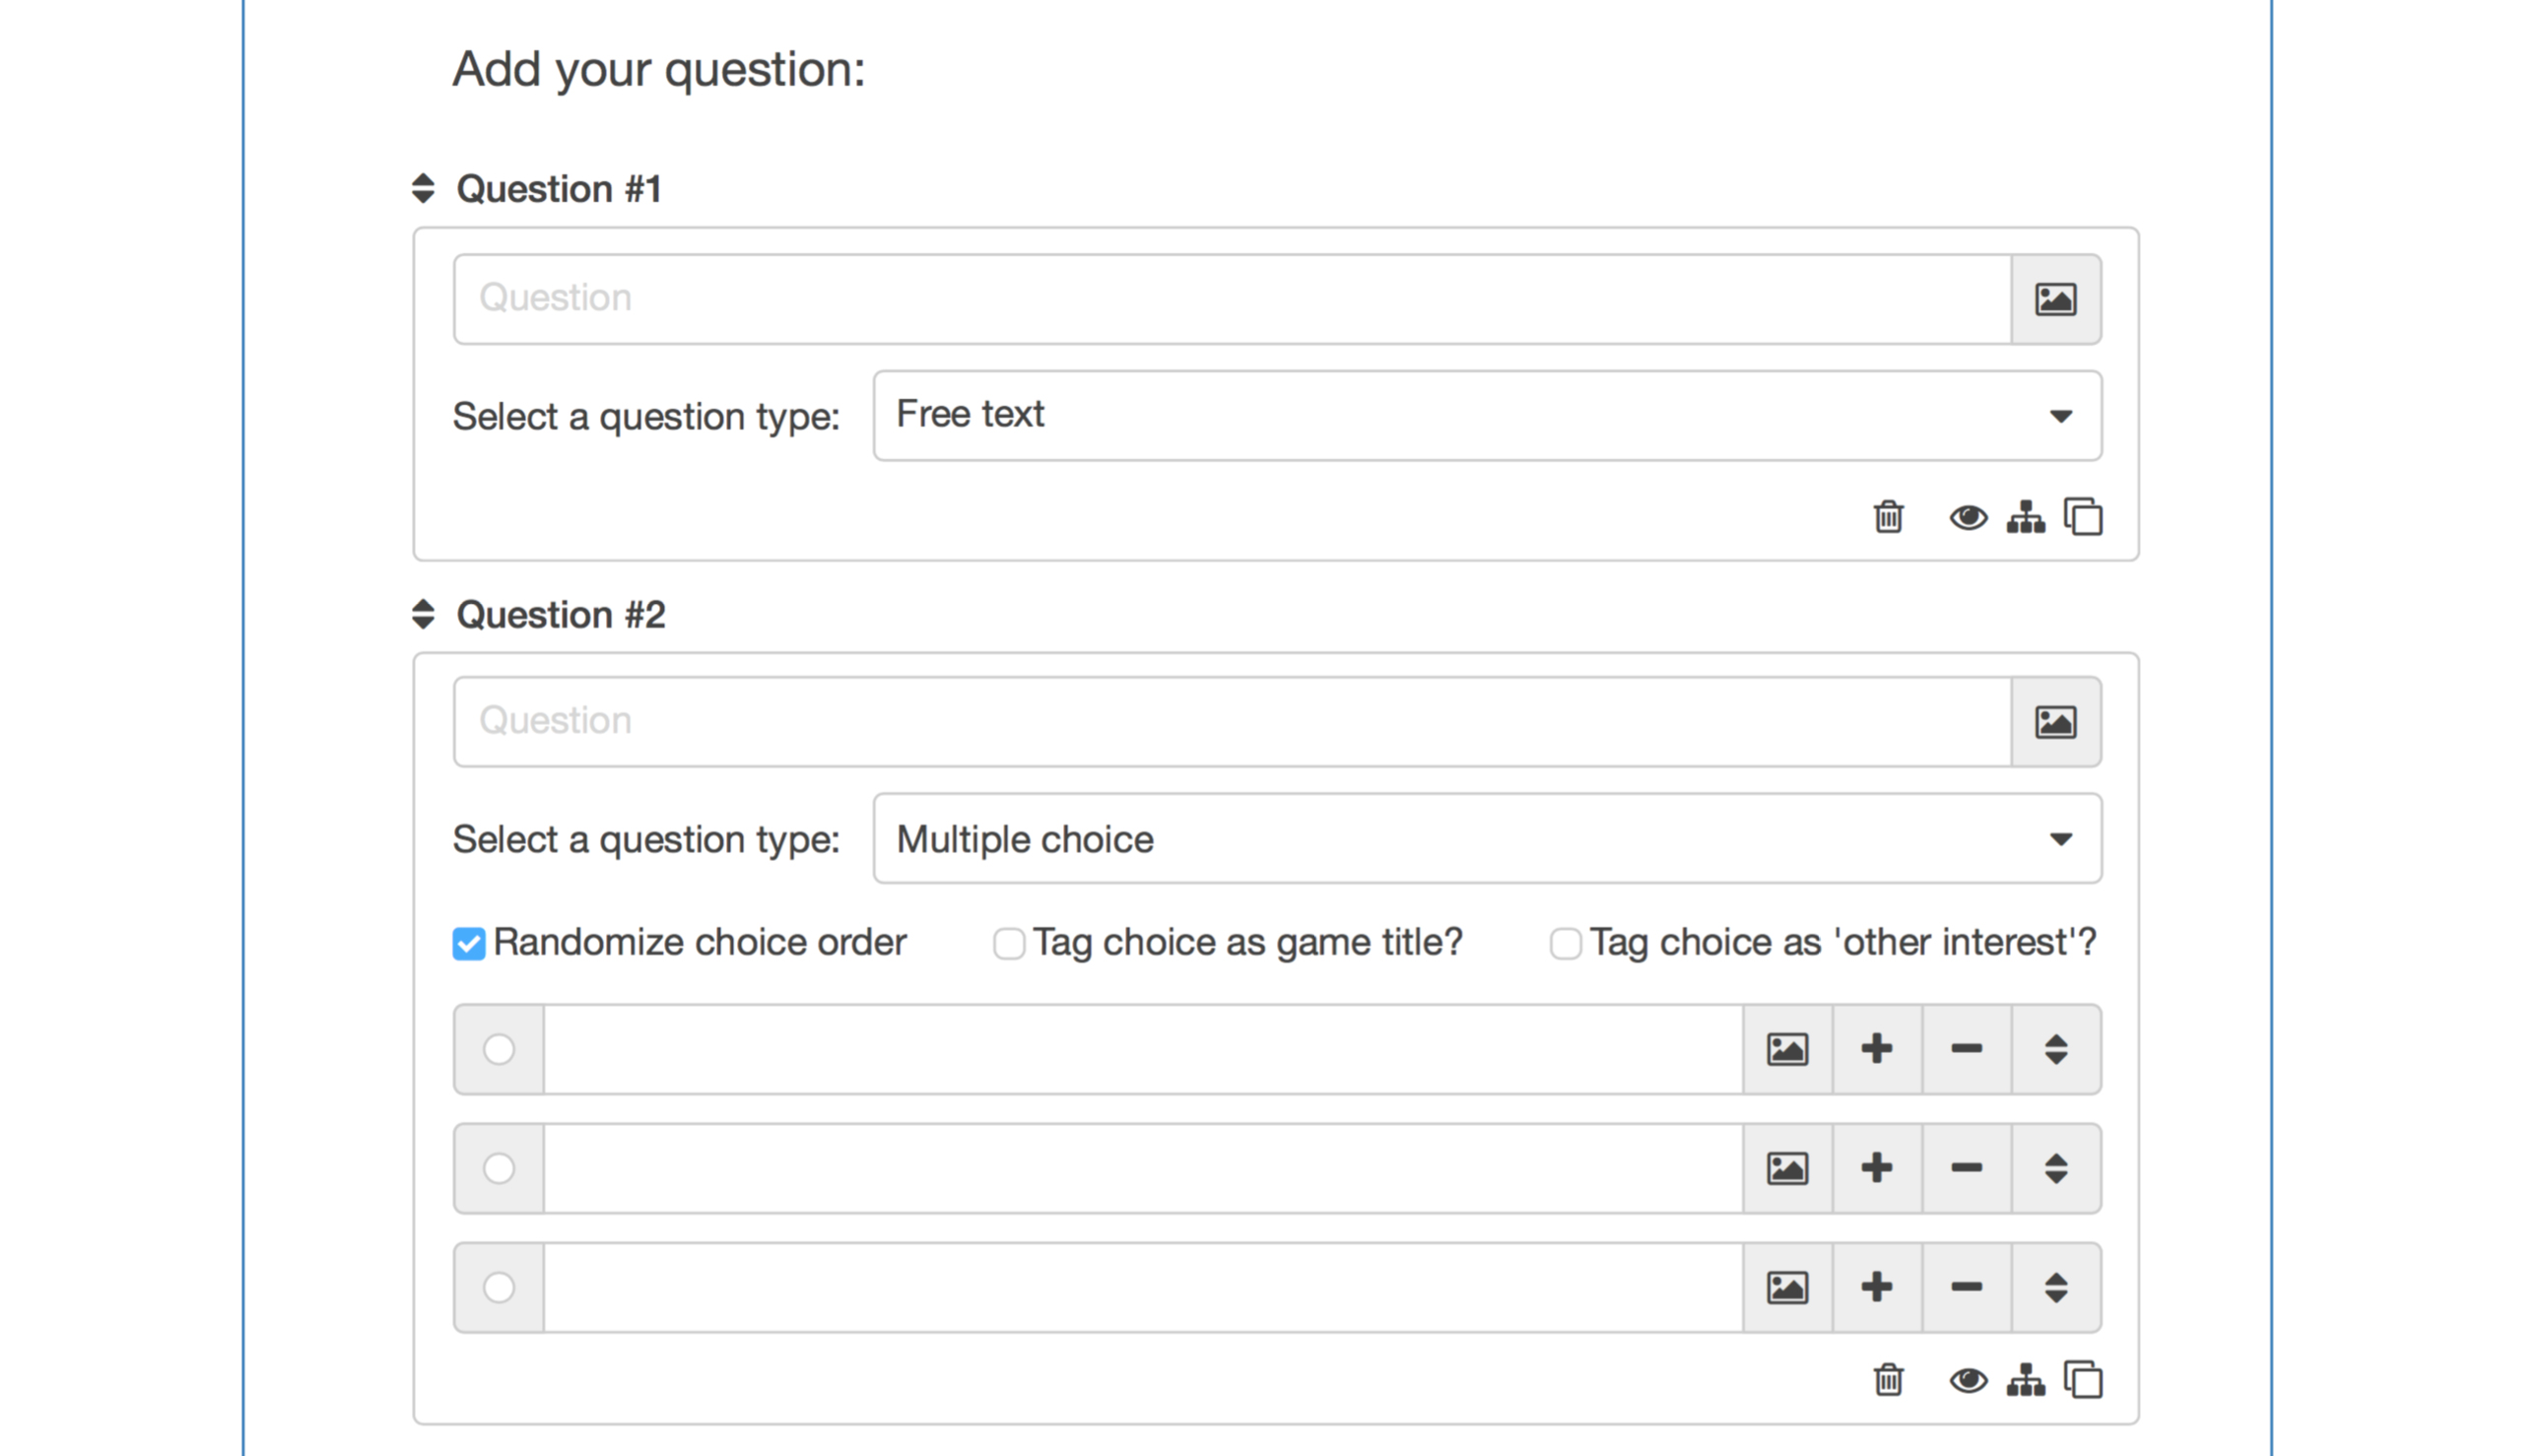 Add your question:
Question #1
Question
Select a question type: Free text
Question #2
Question
Select a question type: Multiple choice
Randomize choice order Tag choice as game title? Tag choice as 'other interest'?